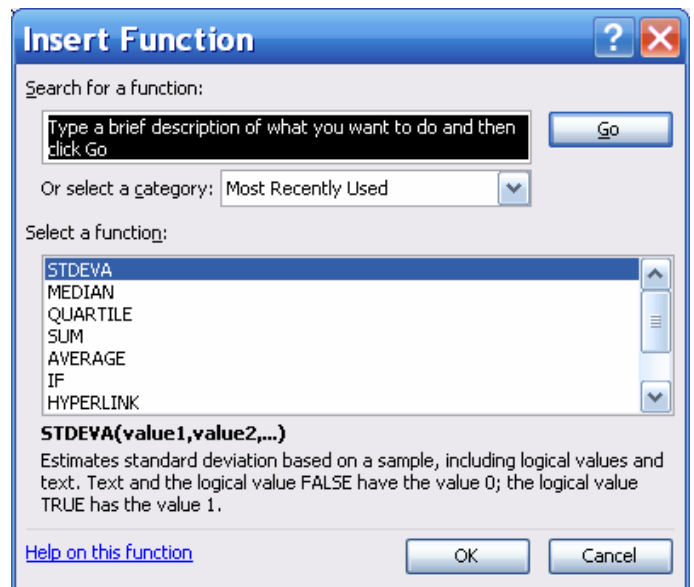 Insert Function
Search for a function:
Type a brief description of what you want to do and then
click Go
Go
Or select a category: Most Recently Used
Select a function:
STDEVA
MEDIAN
QUARTILE
SUM
AVERAGE
IF
HYPERLINK
STDEVA(value1,value2,...)
Estimates standard deviation based on a sample, including logical values and
text. Text and the logical value FALSE have the value 0; the logical value
TRUE has the value 1.
Help on this function
OK
Cancel